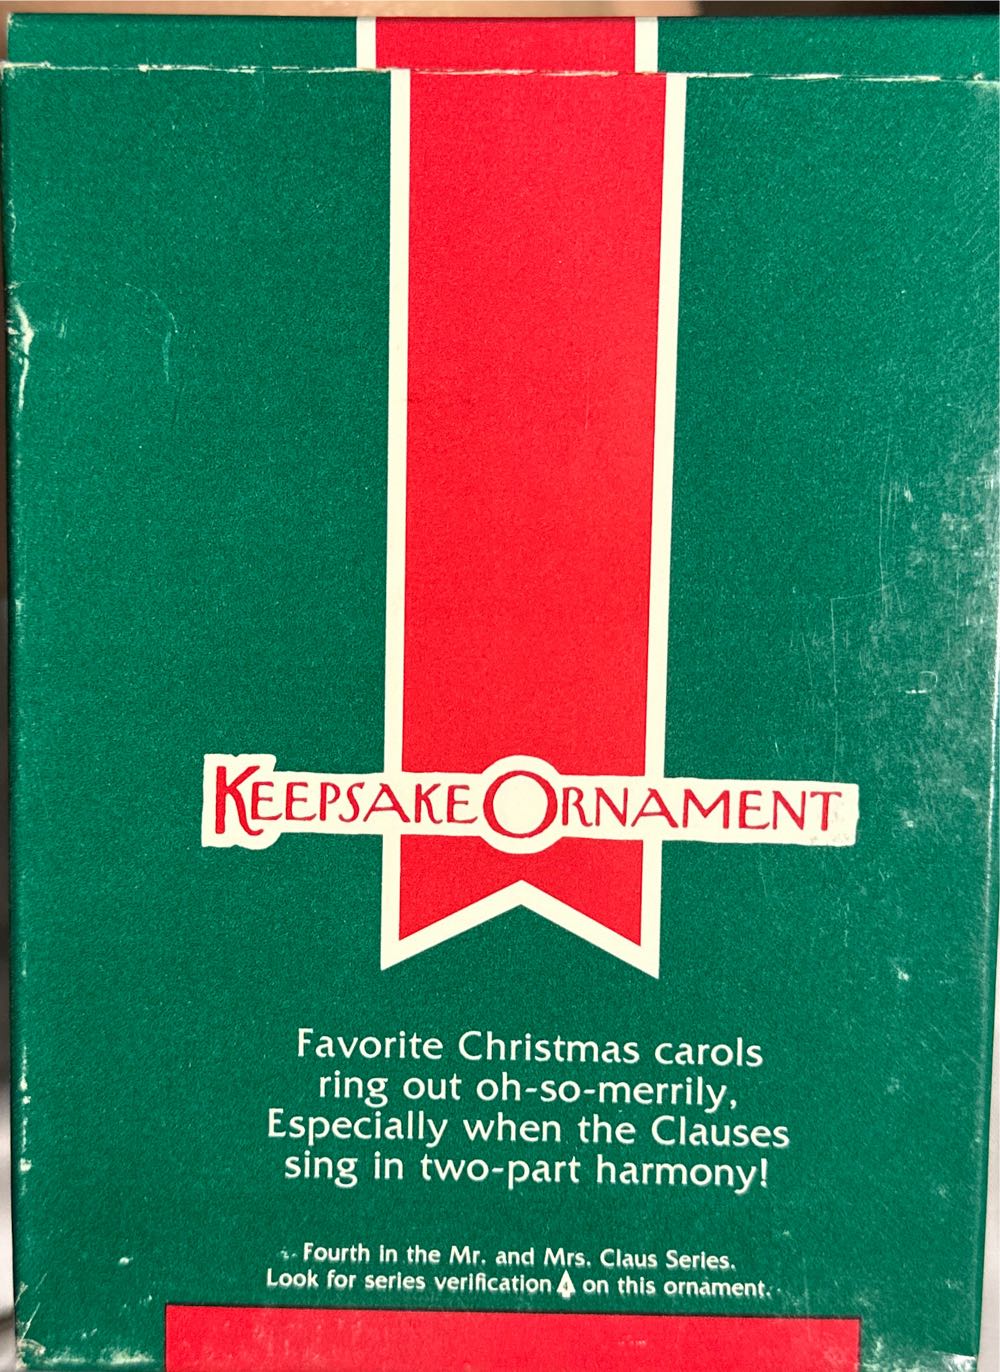 KEEPSAKE ORNAMENT
Favorite Christmas carols
ring out oh-so-merrily,
Especially when the Clauses
sing in two-part harmony!
Fourth in the Mr. and Mrs. Claus Series.
Look for series verification 4 on this ornament.